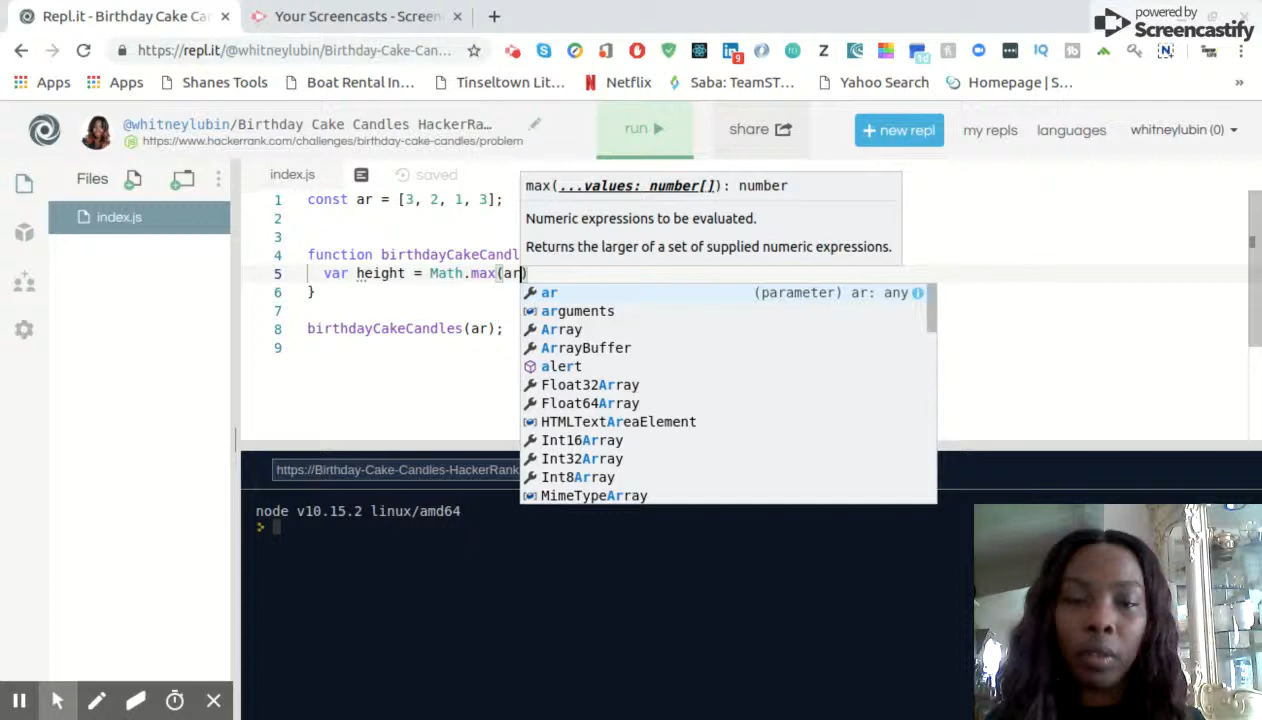 Repl.it - Birthday Cake Ca
Your Screencasts - Screen
powered by
Screencastify
https://repl.it/@whitneylubin/Birthday-Cake-Can...
9
Z
IQ
1d
Apps
Apps
Shanes Tools
Boat Rental In...
Tinseltown Lit...
Netflix
Saba: TeamST...
Yahoo Search
Homepage | S...
»
@whitneylubin/Birthday Cake Candles HackerRa...
https://www.hackerrank.com/challenges/birthday-cake-candles/problem
run
share
+ new repl
my repls
languages
whitneylubin (0)
Files
index.js
index.js
saved
1 const ar = [3, 2, 1, 3];
2
3
4 function birthdayCakeCandl
5 var height = Math.max(ar)
6 }
7
8 birthdayCakeCandles(ar);
9
max(...values: number[]): number
Numeric expressions to be evaluated.
Returns the larger of a set of supplied numeric expressions.
ar (parameter) ar: any
arguments
Array
ArrayBuffer
alert
Float32Array
Float64Array
HTMLTextAreaElement
Int16Array
Int32Array
Int8Array
MimeTypeArray
https://Birthday-Cake-Candles-HackerRank
node v10.15.2 linux/amd64
>